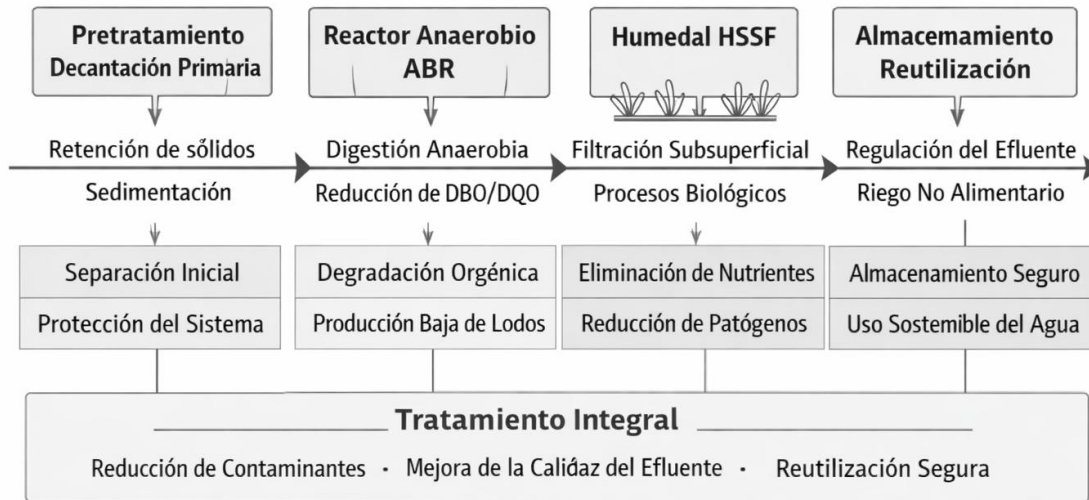 Pretratamiento
Decantación Primaria
Reactor Anaerobio
ABR
Humedal HSSF
Almacemamiento
Reutilización
Retención de sőlidos
Digestión Anaerobia
Filtración Subsuperficial
Regulación del Efluente
Sedimentación
Reducción de DBO/DQO
Procesos Biológicos
Riego No Alimentario
Separación Inicial
Degradación Orgénica
Eliminación de Nutrientes
Almacenamiento Seguro
Protección del Sistema
Producción Baja de Lodos
Reducción de Patógenos
Uso Sostemible del Agua
Tratamiento Integral
Reducción de Contaminantes · Mejora de la Calidaz del Efluente · Reutilización Segura